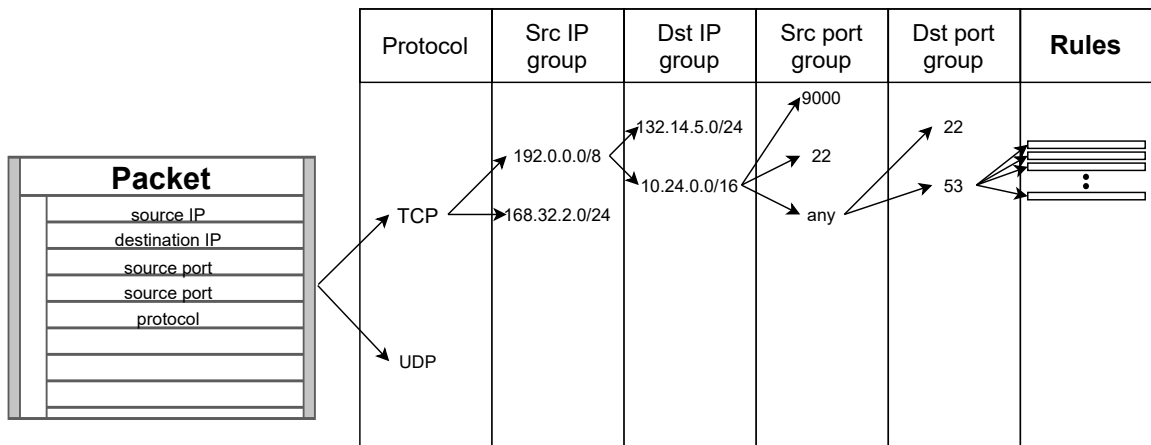 Protocol
Src IP
group
Dst IP
group
Src port
group
Dst port
group
Rules
Packet
source IP
destination IP
source port
source port
protocol
TCP
UDP
192.0.0.0/8
168.32.2.0/24
132.14.5.0/24
10.24.0.0/16
9000
22
any
22
53